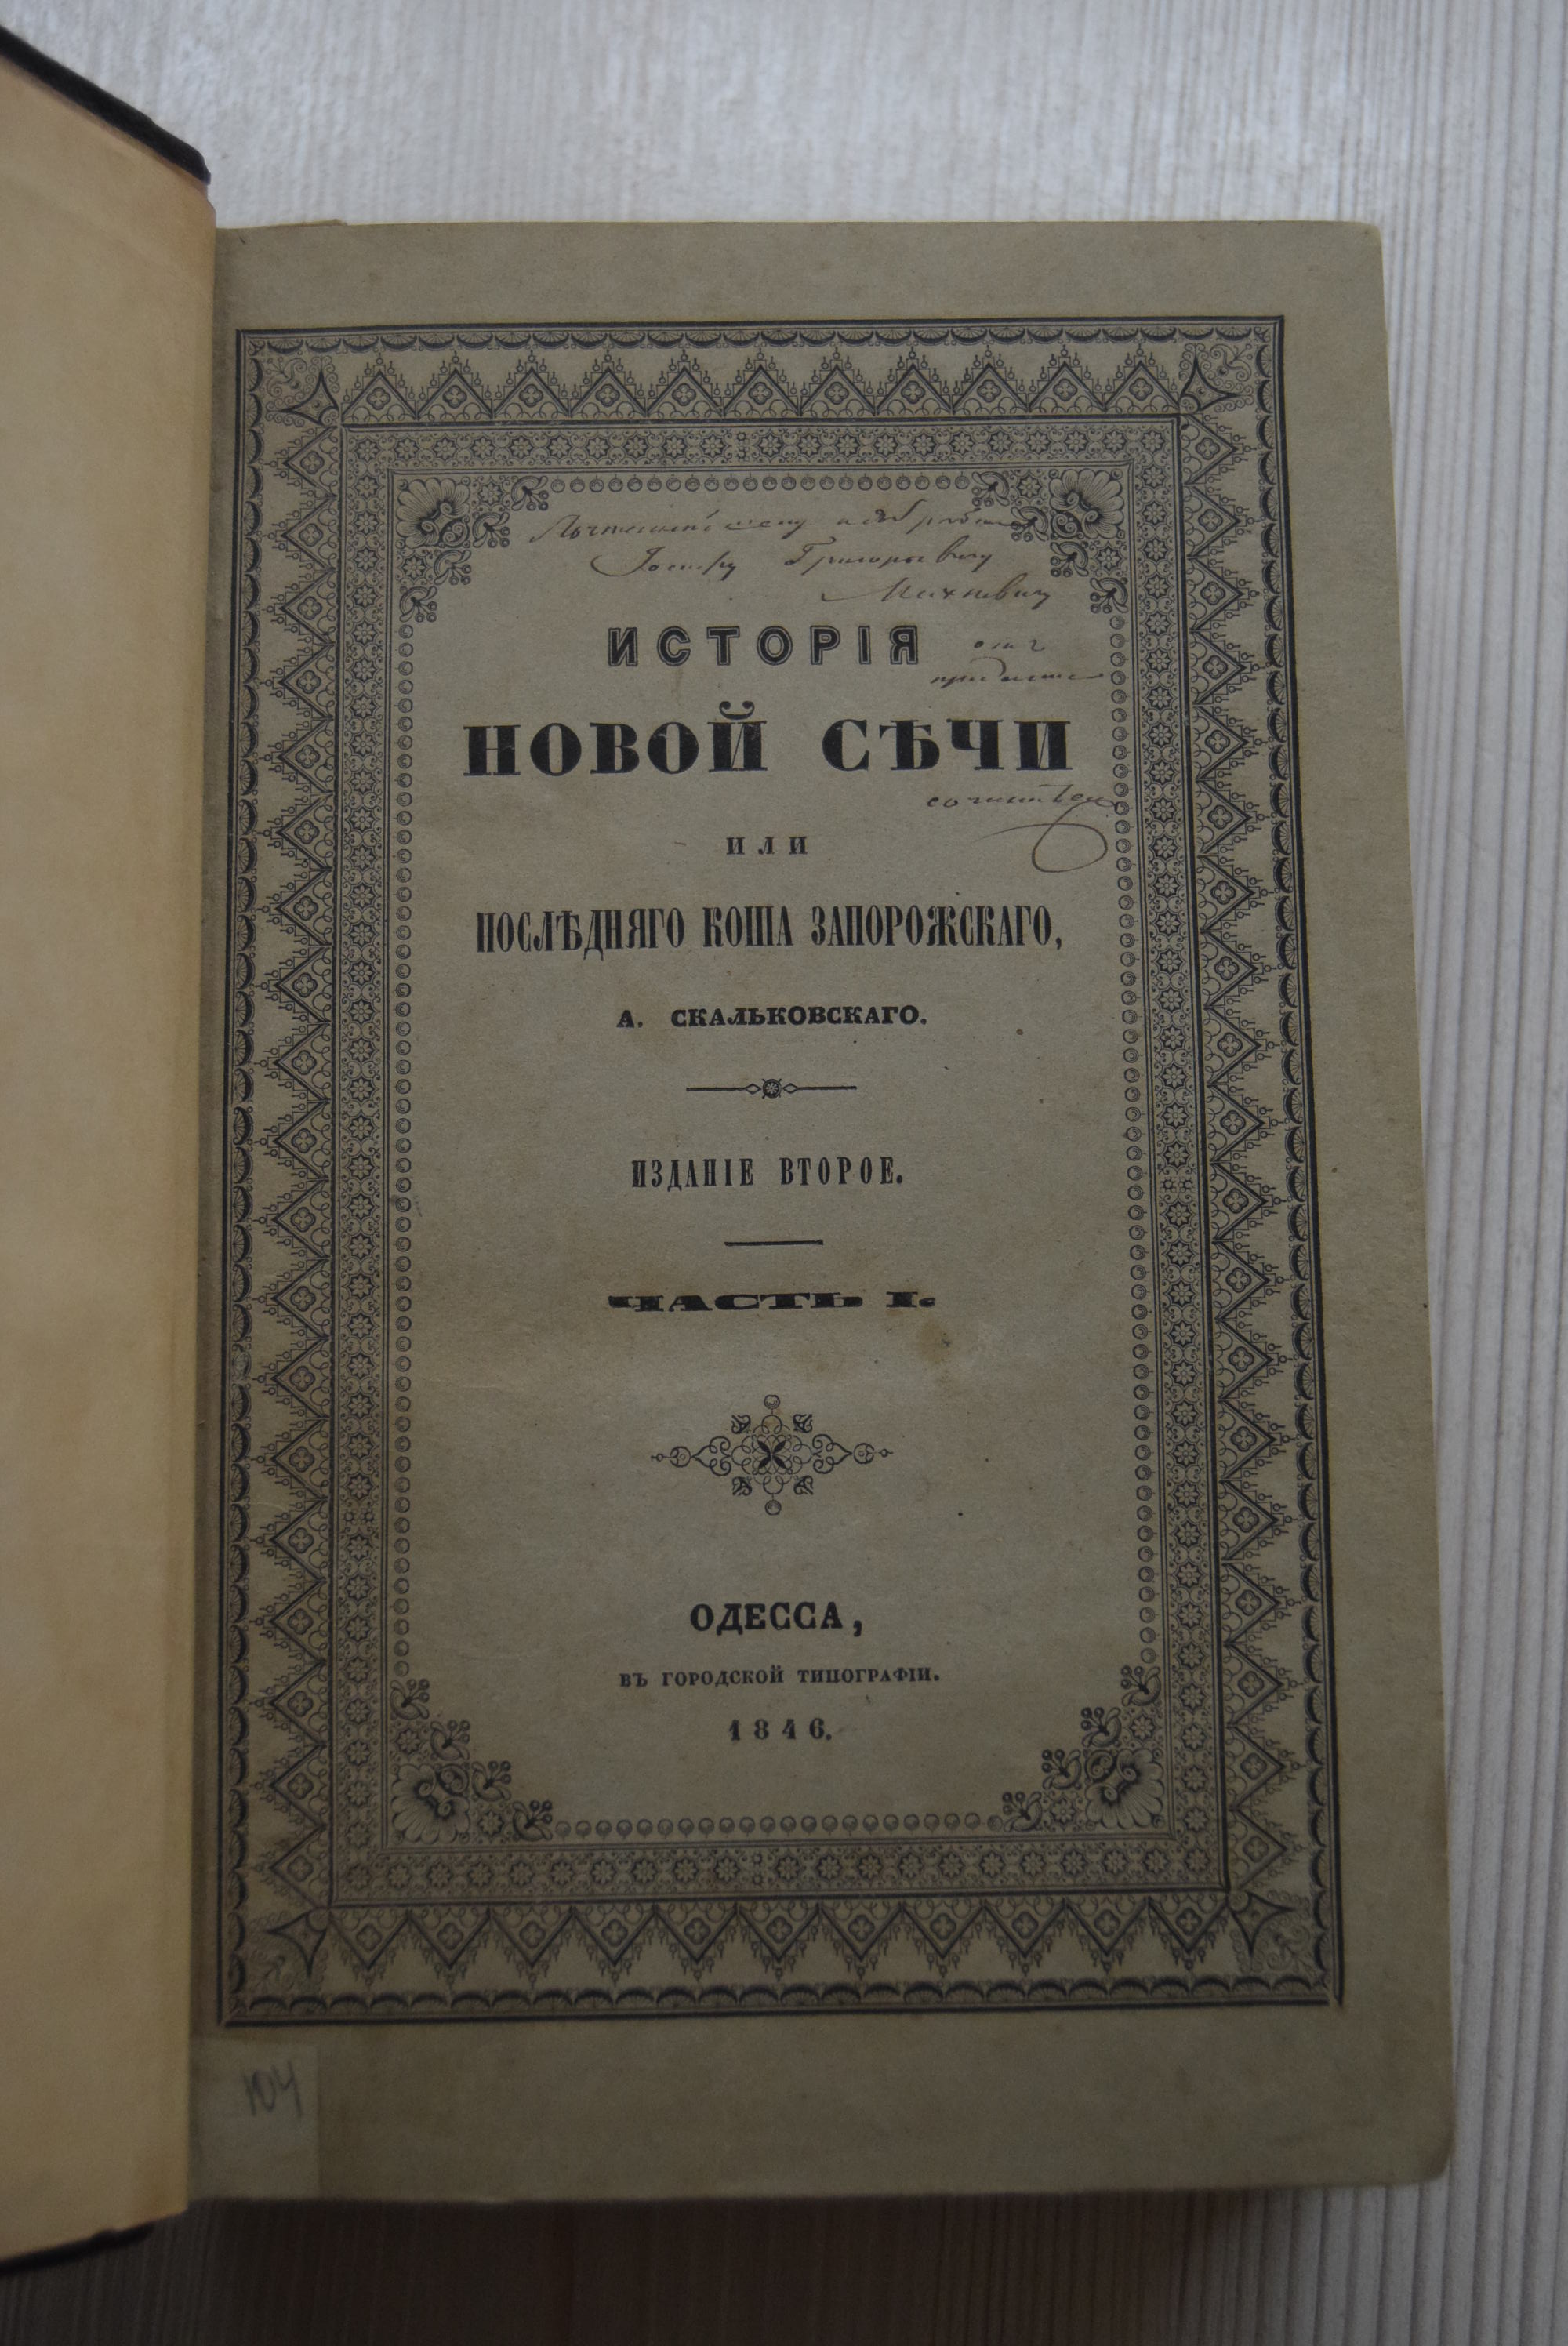 Іосифу Григорьевичу
Михневичу
отъ
ИСТОРІЯ
НОВОЙ СѢЧИ
ИЛИ
ПОСЛѢДНЯГО КОША ЗАПОРОЖСКАГО,
А. СКАЛЬКОВСКАГО.
ИЗДАНІЕ ВТОРОЕ.
ЧАСТЬ I.
ОДЕССА,
ВЪ ГОРОДСКОЙ ТИПОГРАФІИ.
1846.
104